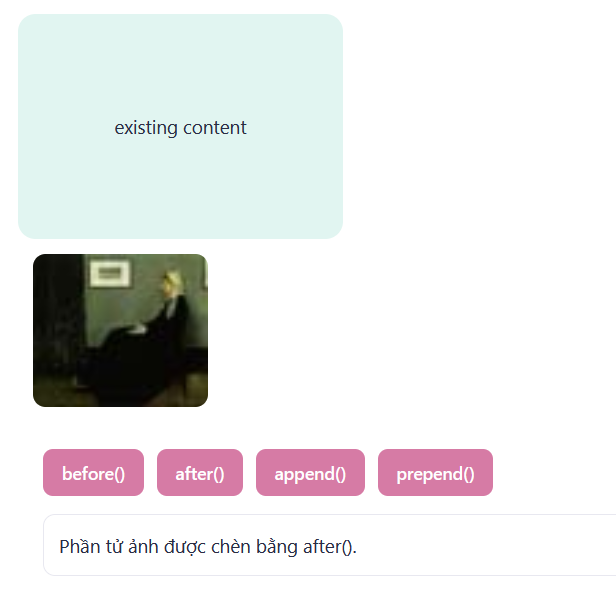 existing content
before() after() append() prepend()
Phần tử ảnh được chèn bằng after().